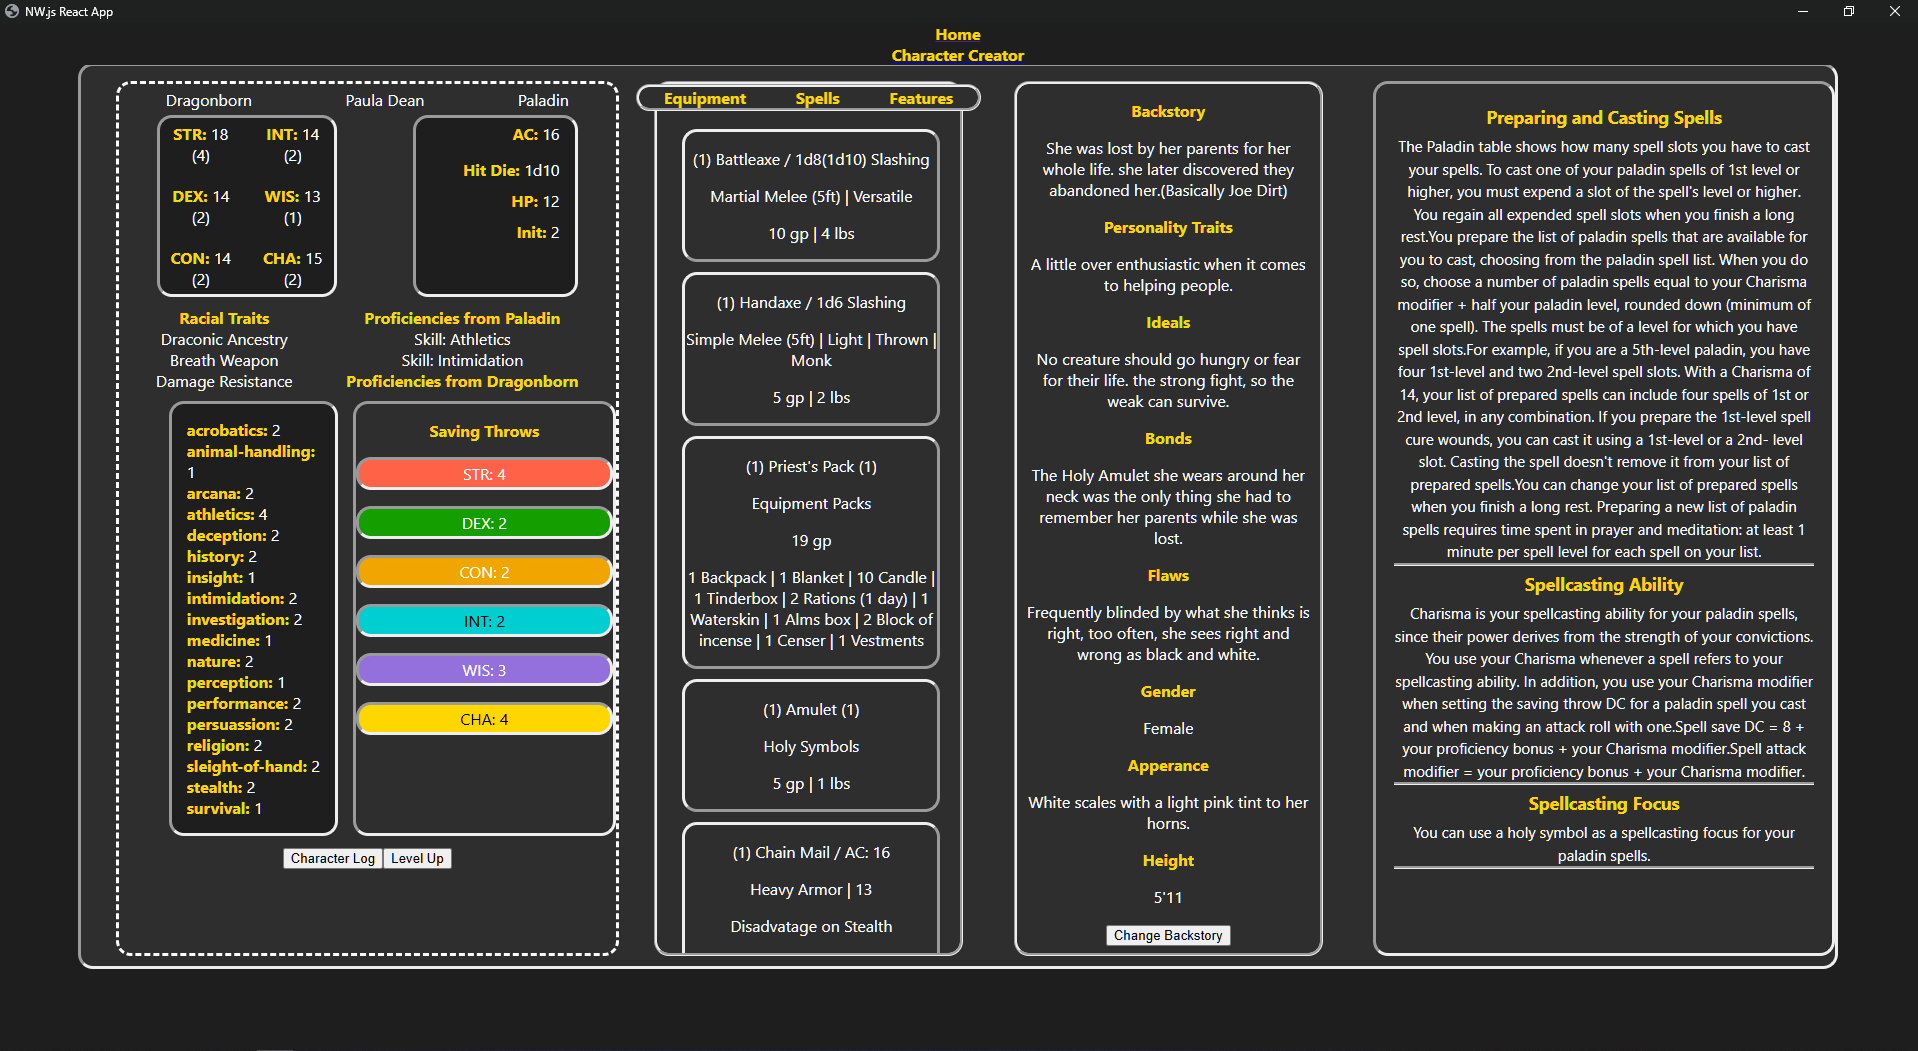 NW.js React App
Home
Character Creator
Dragonborn Paula Dean Paladin
STR: 18 INT: 14
(4) (2)
DEX: 14 WIS: 13
(2) (1)
CON: 14 CHA: 15
(2) (2)
AC: 16
Hit Die: 1d10
HP: 12
Init: 2
Racial Traits
Draconic Ancestry
Breath Weapon
Damage Resistance
Proficiencies from Paladin
Skill: Athletics
Skill: Intimidation
Proficiencies from Dragonborn
acrobatics: 2
animal-handling:
1
arcana: 2
athletics: 4
deception: 2
history: 2
insight: 1
intimidation: 2
investigation: 2
medicine: 1
nature: 2
perception: 1
performance: 2
persuassion: 2
religion: 2
sleight-of-hand: 2
stealth: 2
survival: 1
Saving Throws
STR: 4
DEX: 2
CON: 2
INT: 2
WIS: 3
CHA: 4
Character Log Level Up
Equipment Spells Features
(1) Battleaxe / 1d8(1d10) Slashing
Martial Melee (5ft) | Versatile
10 gp | 4 lbs
(1) Handaxe / 1d6 Slashing
Simple Melee (5ft) | Light | Thrown |
Monk
5 gp | 2 lbs
(1) Priest's Pack (1)
Equipment Packs
19 gp
1 Backpack | 1 Blanket | 10 Candle |
1 Tinderbox | 2 Rations (1 day) | 1
Waterskin | 1 Alms box | 2 Block of
incense | 1 Censer | 1 Vestments
(1) Amulet (1)
Holy Symbols
5 gp | 1 lbs
(1) Chain Mail / AC: 16
Heavy Armor | 13
Disadvatage on Stealth
Backstory
She was lost by her parents for her
whole life. she later discovered they
abandoned her.(Basically Joe Dirt)
Personality Traits
A little over enthusiastic when it comes
to helping people.
Ideals
No creature should go hungry or fear
for their life. the strong fight, so the
weak can survive.
Bonds
The Holy Amulet she wears around her
neck was the only thing she had to
remember her parents while she was
lost.
Flaws
Frequently blinded by what she thinks is
right, too often, she sees right and
wrong as black and white.
Gender
Female
Apperance
White scales with a light pink tint to her
horns.
Height
5'11
Change Backstory
Preparing and Casting Spells
The Paladin table shows how many spell slots you have to cast
your spells. To cast one of your paladin spells of 1st level or
higher, you must expend a slot of the spell's level or higher.
You regain all expended spell slots when you finish a long
rest.You prepare the list of paladin spells that are available for
you to cast, choosing from the paladin spell list. When you do
so, choose a number of paladin spells equal to your Charisma
modifier + half your paladin level, rounded down (minimum of
one spell). The spells must be of a level for which you have
spell slots.For example, if you are a 5th-level paladin, you have
four 1st-level and two 2nd-level spell slots. With a Charisma of
14, your list of prepared spells can include four spells of 1st or
2nd level, in any combination. If you prepare the 1st-level spell
cure wounds, you can cast it using a 1st-level or a 2nd- level
slot. Casting the spell doesn't remove it from your list of
prepared spells.You can change your list of prepared spells
when you finish a long rest. Preparing a new list of paladin
spells requires time spent in prayer and meditation: at least 1
minute per spell level for each spell on your list.
Spellcasting Ability
Charisma is your spellcasting ability for your paladin spells,
since their power derives from the strength of your convictions.
You use your Charisma whenever a spell refers to your
spellcasting ability. In addition, you use your Charisma modifier
when setting the saving throw DC for a paladin spell you cast
and when making an attack roll with one.Spell save DC = 8 +
your proficiency bonus + your Charisma modifier.Spell attack
modifier = your proficiency bonus + your Charisma modifier.
Spellcasting Focus
You can use a holy symbol as a spellcasting focus for your
paladin spells.